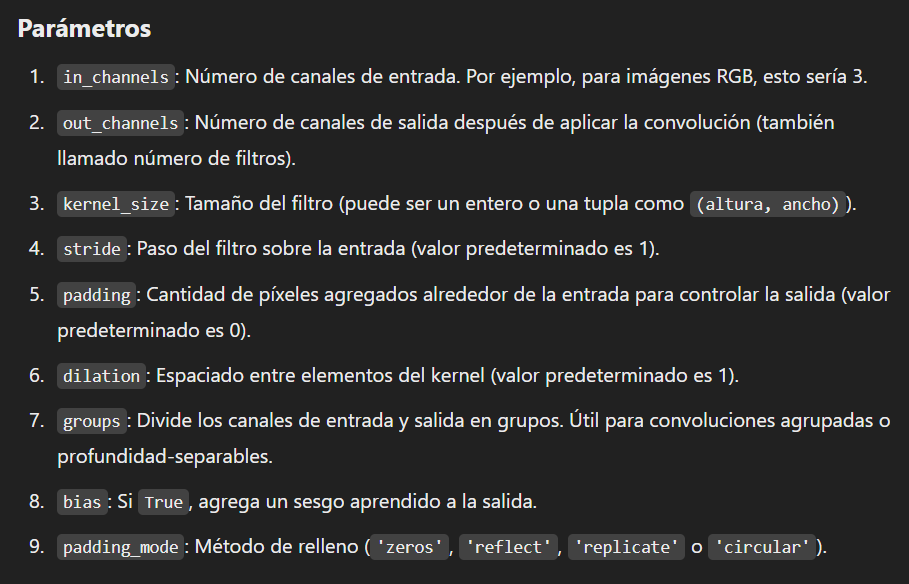 Parámetros
1. in_channels: Número de canales de entrada. Por ejemplo, para imágenes RGB, esto sería 3.
2. out_channels: Número de canales de salida después de aplicar la convolución (también
llamado número de filtros).
3. kernel_size: Tamaño del filtro (puede ser un entero o una tupla como (altura, ancho)).
4. stride: Paso del filtro sobre la entrada (valor predeterminado es 1).
5. padding: Cantidad de píxeles agregados alrededor de la entrada para controlar la salida (valor
predeterminado es 0).
6. dilation: Espaciado entre elementos del kernel (valor predeterminado es 1).
7. groups: Divide los canales de entrada y salida en grupos. Útil para convoluciones agrupadas o
profundidad-separables.
8. bias: Si True, agrega un sesgo aprendido a la salida.
9. padding_mode: Método de relleno ('zeros', 'reflect', 'replicate' o 'circular').